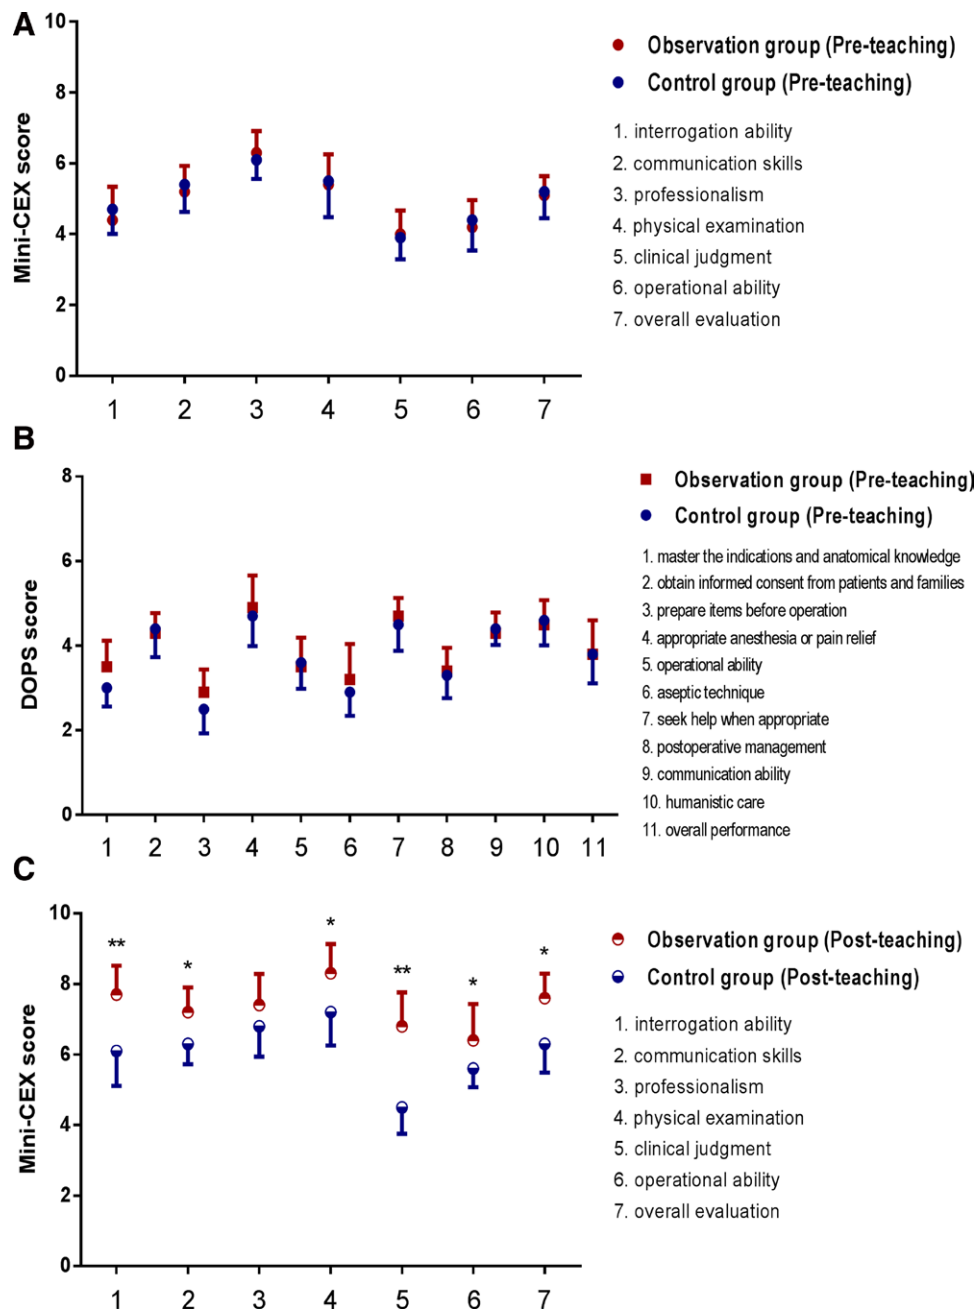 A
10
8
6
4
2
0
Mini-CEX score
1 2 3 4 5 6 7
Observation group (Pre-teaching)
Control group (Pre-teaching)
1. interrogation ability
2. communication skills
3. professionalism
4. physical examination
5. clinical judgment
6. operational ability
7. overall evaluation
B
8
6
4
2
0
DOPS score
1 2 3 4 5 6 7 8 9 10 11
Observation group (Pre-teaching)
Control group (Pre-teaching)
1. master the indications and anatomical knowledge
2. obtain informed consent from patients and families
3. prepare items before operation
4. appropriate anesthesia or pain relief
5. operational ability
6. aseptic technique
7. seek help when appropriate
8. postoperative management
9. communication ability
10. humanistic care
11. overall performance
C
10
8
6
4
2
0
Mini-CEX score
** * * ** * *
1 2 3 4 5 6 7
Observation group (Post-teaching)
Control group (Post-teaching)
1. interrogation ability
2. communication skills
3. professionalism
4. physical examination
5. clinical judgment
6. operational ability
7. overall evaluation